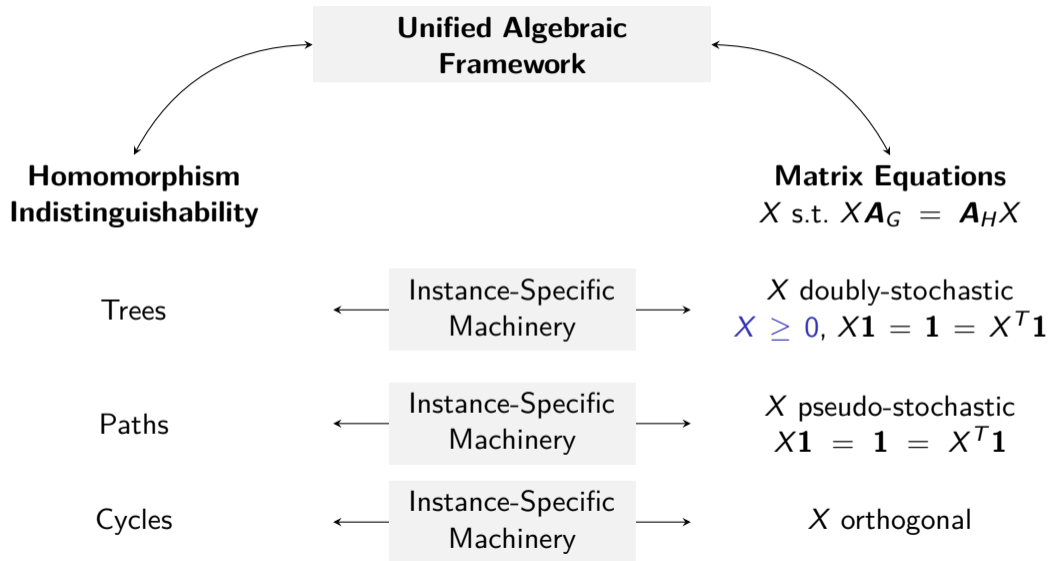 Unified Algebraic
Framework
Homomorphism
Indistinguishability
Matrix Equations
X s.t. XA_G = A_HX
Trees
Instance-Specific
Machinery
X doubly-stochastic
X ≥ 0, X1 = 1 = X^T1
Paths
Instance-Specific
Machinery
X pseudo-stochastic
X1 = 1 = X^T1
Cycles
Instance-Specific
Machinery
X orthogonal